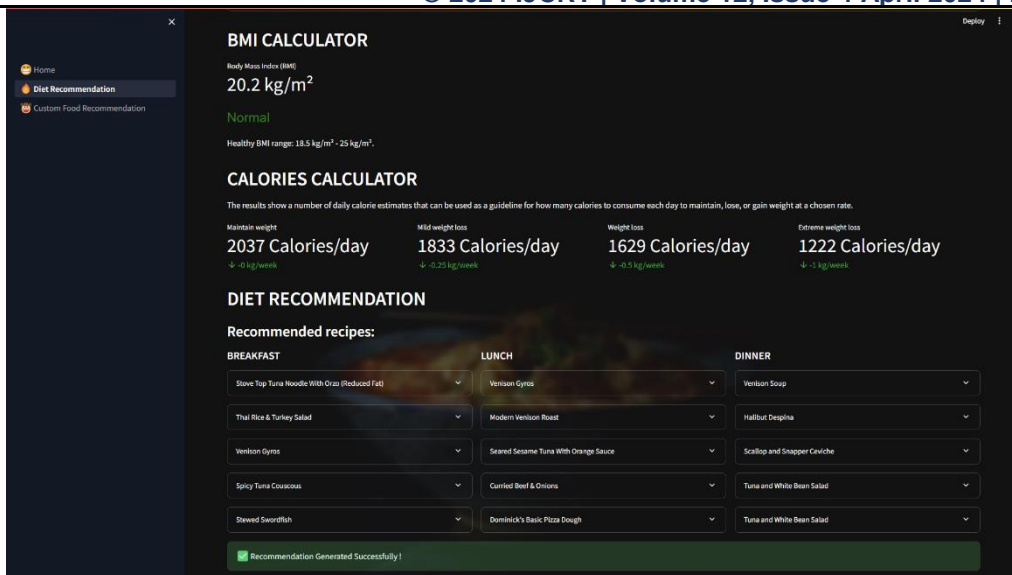 © 2024 IJCRT | Volume 12, Issue 4 April 2024 |
Deploy
Home
Diet Recommendation
Custom Food Recommendation
BMI CALCULATOR
Body Mass Index (BMI)
20.2 kg/m²
Normal
Healthy BMI range: 18.5 kg/m² - 25 kg/m².
CALORIES CALCULATOR
The results show a number of daily calorie estimates that can be used as a guideline for how many calories to consume each day to maintain, lose, or gain weight at a chosen rate.
Maintain weight Mild weight loss Weight loss Extreme weight loss
2037 Calories/day 1833 Calories/day 1629 Calories/day 1222 Calories/day
↓ -0 kg/week ↓ -0.25 kg/week ↓ -0.5 kg/week ↓ -1 kg/week
DIET RECOMMENDATION
Recommended recipes:
BREAKFAST LUNCH DINNER
Stove Top Tuna Noodle With Orzo (Reduced Fat) Venison Gyros Venison Soup
Thai Rice & Turkey Salad Modern Venison Roast Halibut Despina
Venison Gyros Seared Sesame Tuna With Orange Sauce Scallop and Snapper Ceviche
Spicy Tuna Couscous Curried Beef & Onions Tuna and White Bean Salad
Stewed Swordfish Dominick's Basic Pizza Dough Tuna and White Bean Salad
Recommendation Generated Successfully !